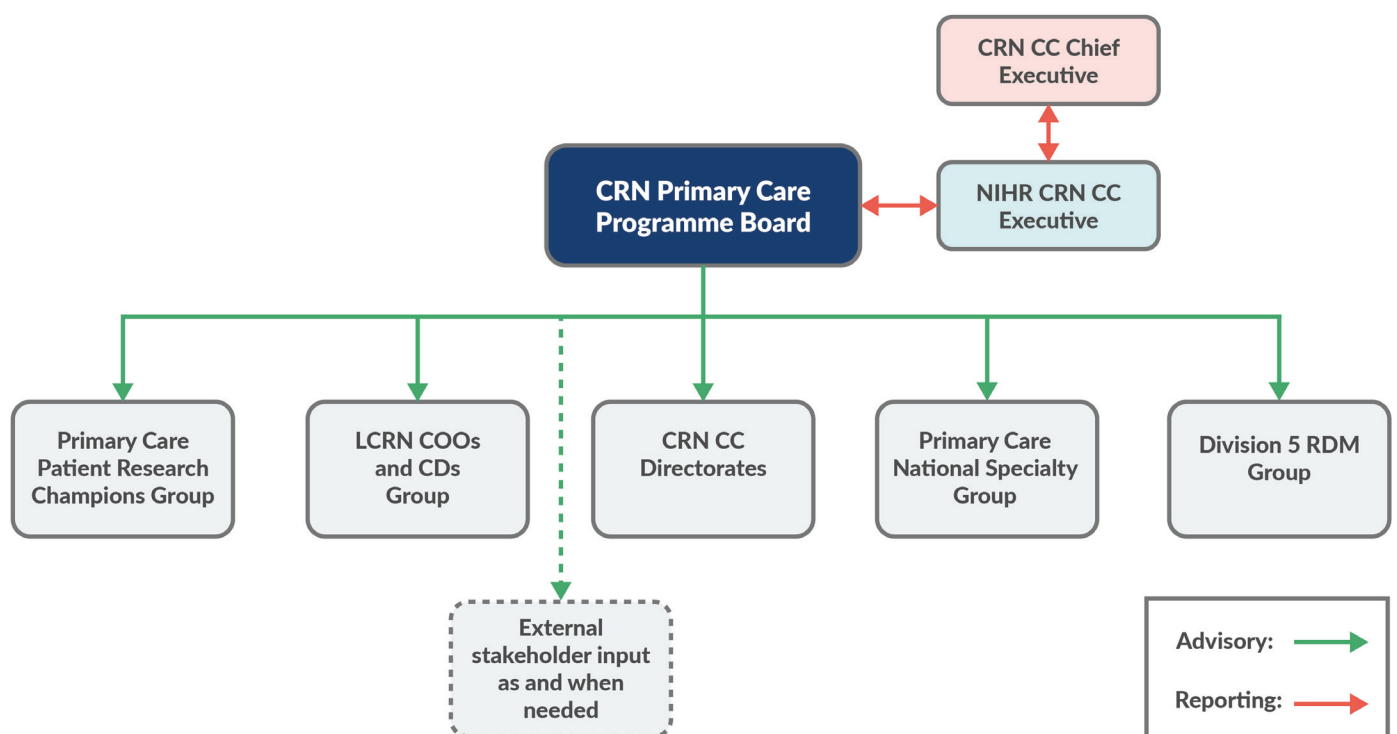 CRN CC Chief
Executive
CRN Primary Care
Programme Board
NIHR CRN CC
Executive
Primary Care
Patient Research
Champions Group
LCRN COOs
and CDs
Group
CRN CC
Directorates
Primary Care
National Specialty
Group
Division 5 RDM
Group
External
stakeholder input
as and when
needed
Advisory:
Reporting: